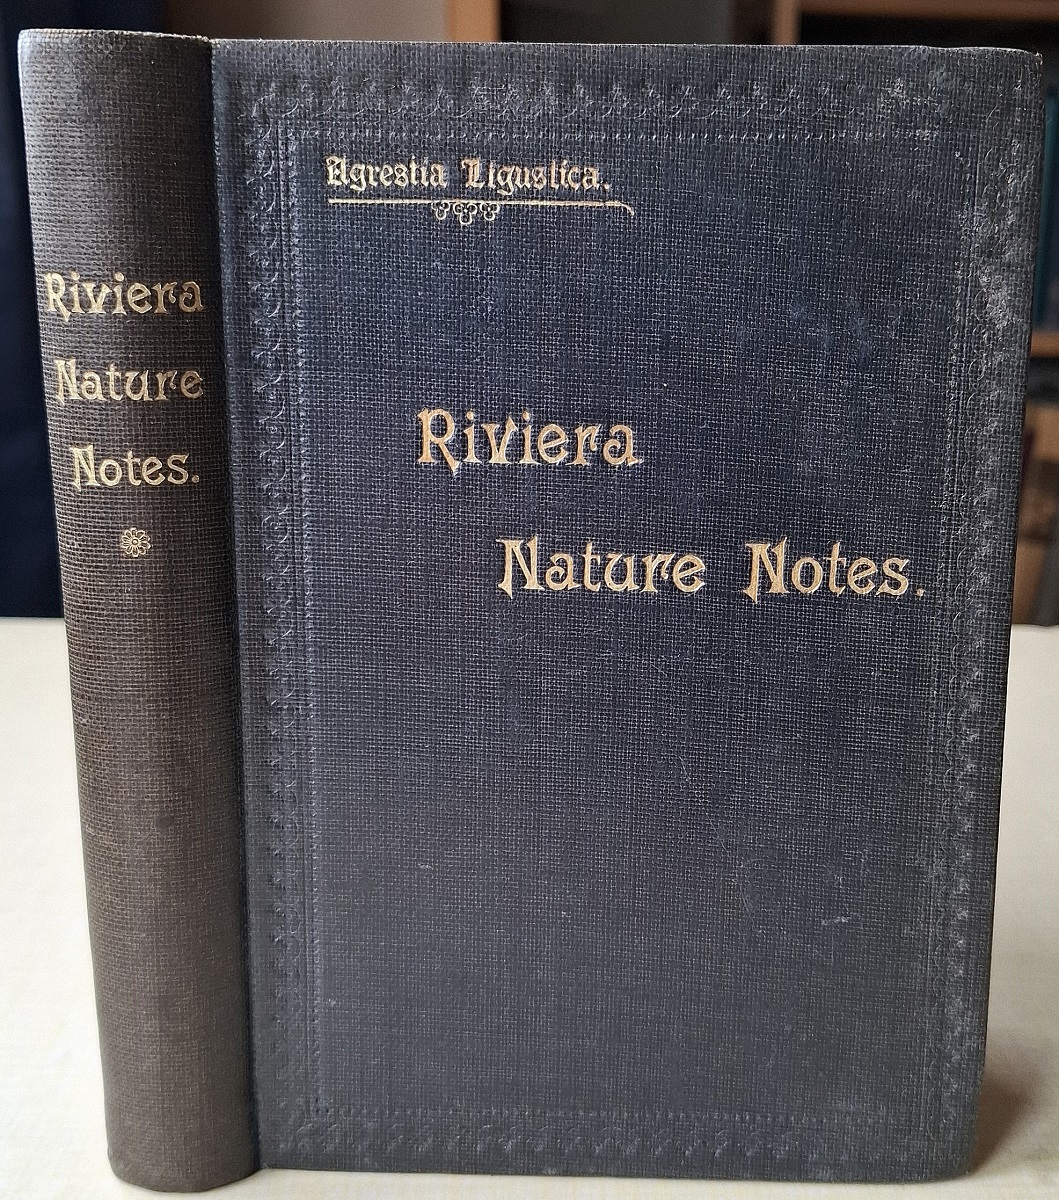 Riviera
Nature
Notes.
Agrestia Ligustica.
Riviera
Nature Notes.